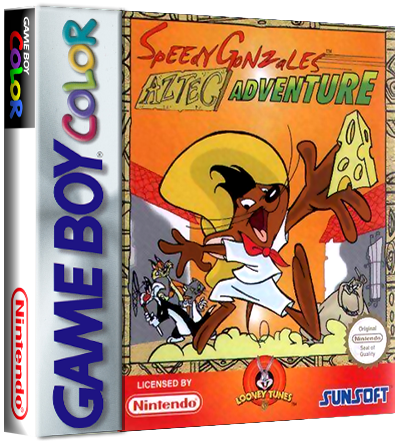 GAME BOY
COLOR
Nintendo
GAME BOY COLOR
SPEEDY GONZALES™
AZTEC ADVENTURE
Original
Nintendo
Seal of
Quality
LICENSED BY
Nintendo
LOONEY TUNES
SUNSOFT